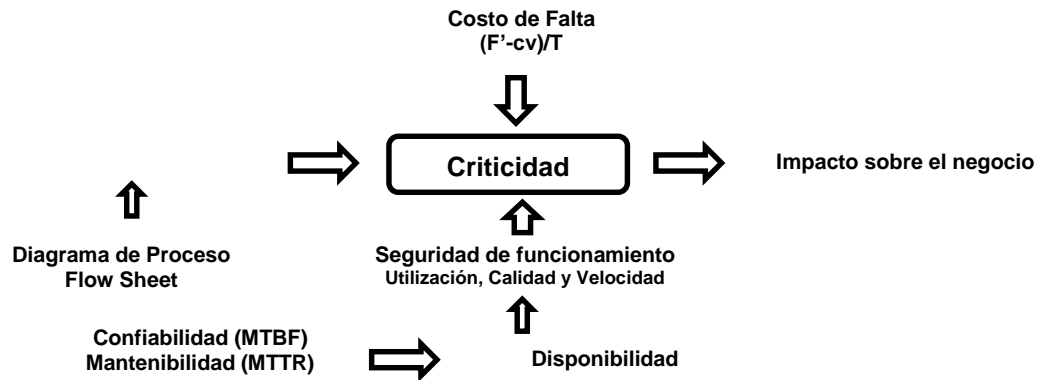 Costo de Falta
(F'-cv)/T
Criticidad
Impacto sobre el negocio
Diagrama de Proceso
Flow Sheet
Seguridad de funcionamiento
Utilización, Calidad y Velocidad
Confiabilidad (MTBF)
Mantenibilidad (MTTR)
Disponibilidad